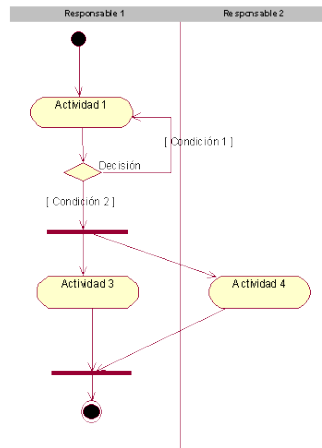 Responsable 1
Responsable 2
Actividad 1
[ Condición 1 ]
Decisión
[ Condición 2 ]
Actividad 3
Actividad 4